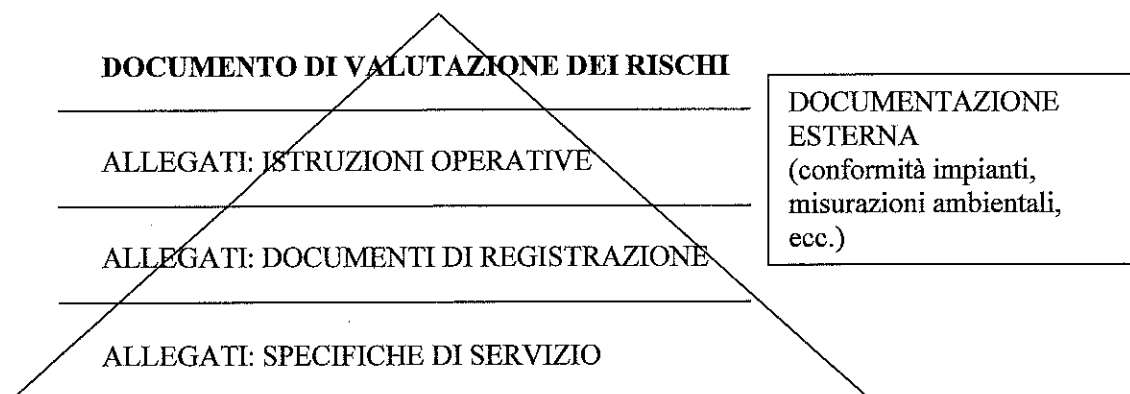 DOCUMENTO DI VALUTAZIONE DEI RISCHI
ALLEGATI: ISTRUZIONI OPERATIVE
ALLEGATI: DOCUMENTI DI REGISTRAZIONE
ALLEGATI: SPECIFICHE DI SERVIZIO
DOCUMENTAZIONE
ESTERNA
(conformità impianti,
misurazioni ambientali,
ecc.)